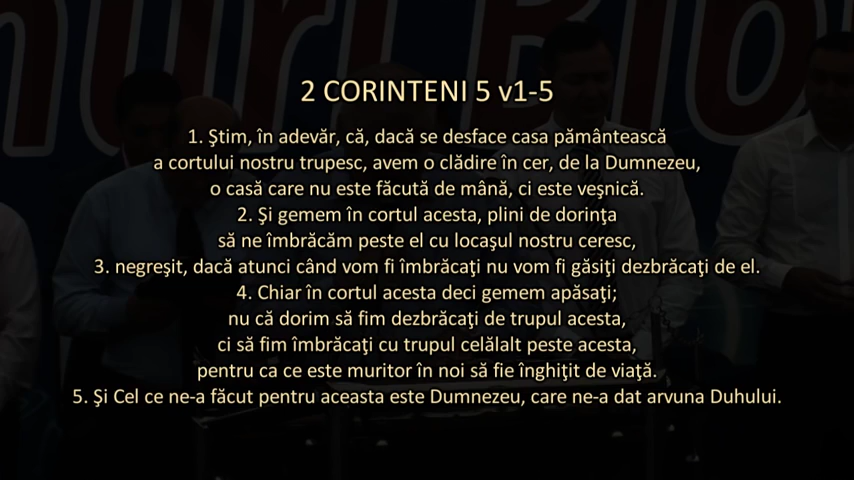 2 CORINTENI 5 v1-5
1. Ştim, în adevăr, că, dacă se desface casa pământească
a cortului nostru trupesc, avem o clădire în cer, de la Dumnezeu,
o casă care nu este făcută de mână, ci este veşnică.
2. Şi gemem în cortul acesta, plini de dorinţa
să ne îmbrăcăm peste el cu locaşul nostru ceresc,
3. negreşit, dacă atunci când vom fi îmbrăcaţi nu vom fi găsiţi dezbrăcaţi de el.
4. Chiar în cortul acesta deci gemem apăsaţi;
nu că dorim să fim dezbrăcaţi de trupul acesta,
ci să fim îmbrăcaţi cu trupul celălalt peste acesta,
pentru ca ce este muritor în noi să fie înghiţit de viaţă.
5. Şi Cel ce ne-a făcut pentru aceasta este Dumnezeu, care ne-a dat arvuna Duhului.